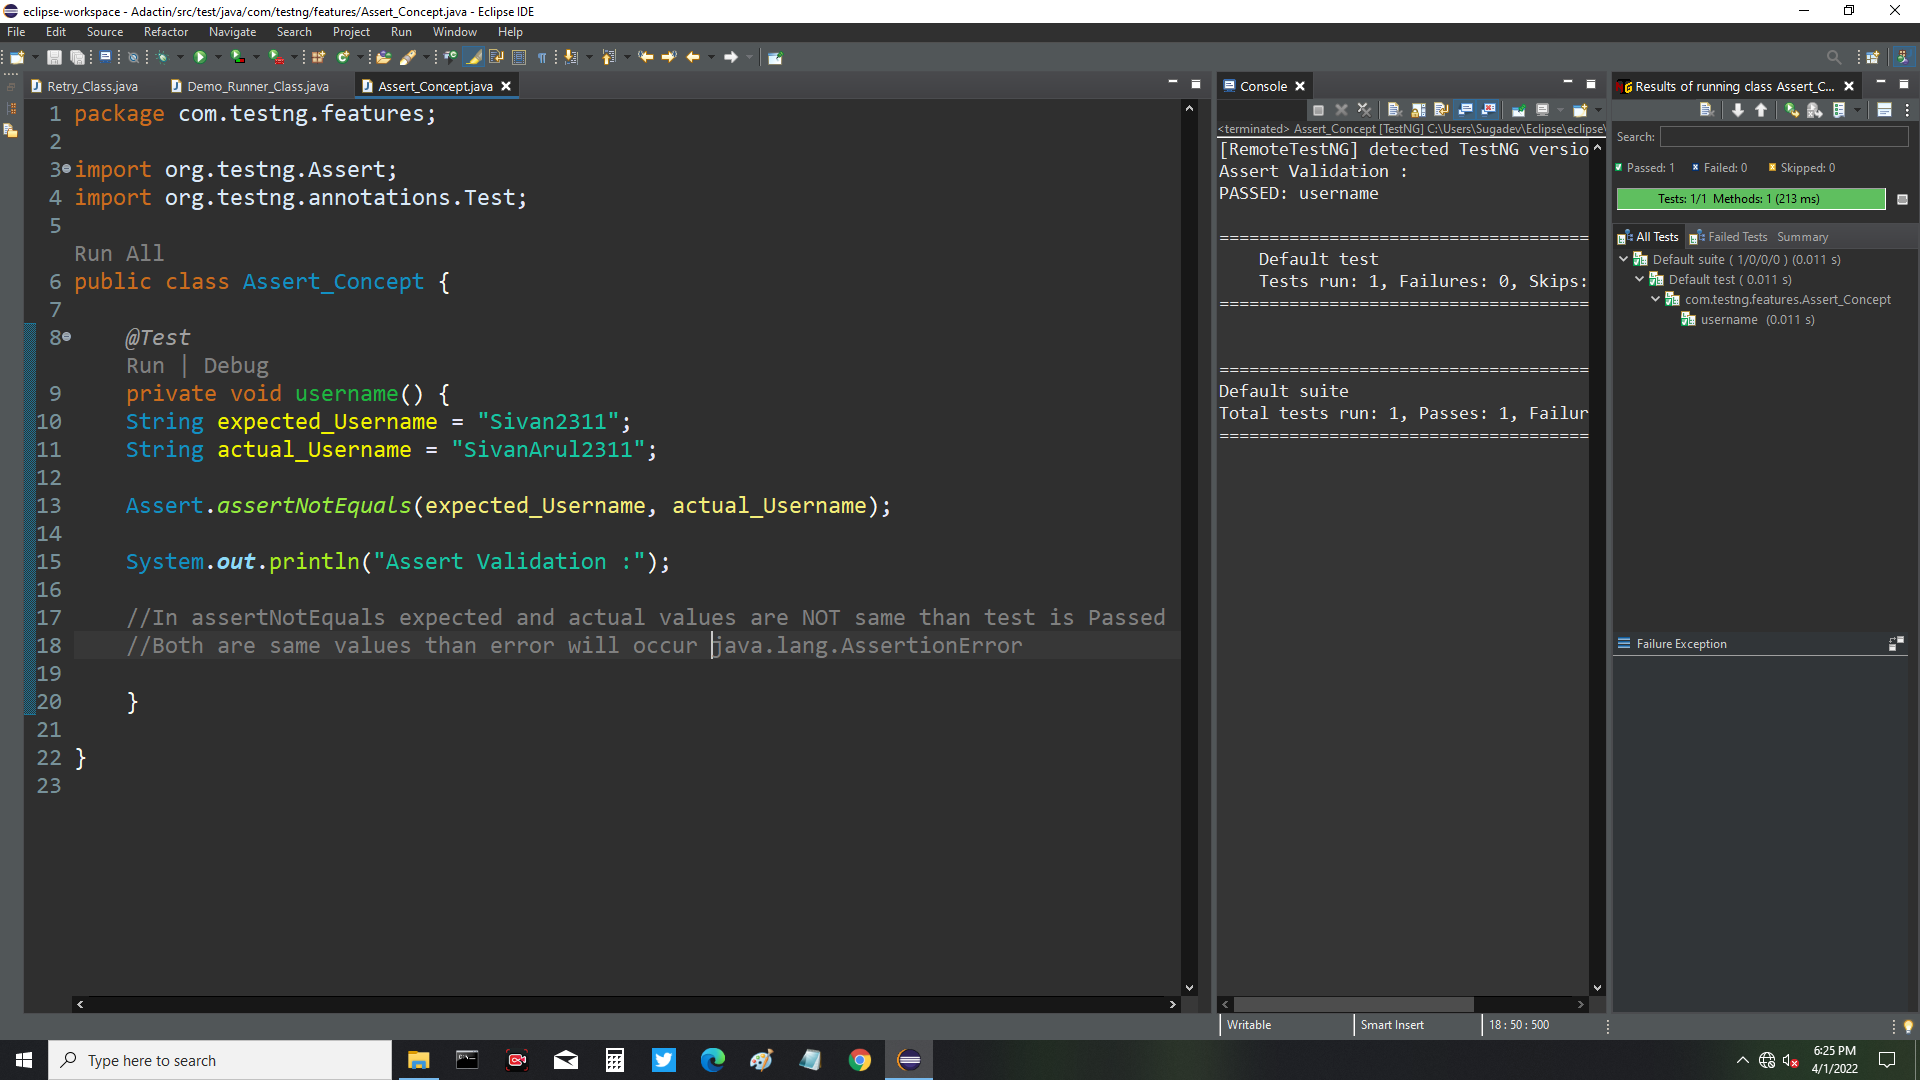 eclipse-workspace - Adactin/src/test/java/com/testng/features/Assert_Concept.java - Eclipse IDE
File Edit Source Refactor Navigate Search Project Run Window Help
Retry_Class.java Demo_Runner_Class.java Assert_Concept.java
1 package com.testng.features;
2
3 import org.testng.Assert;
4 import org.testng.annotations.Test;
5
Run All
6 public class Assert_Concept {
7
8 @Test
Run | Debug
9 private void username() {
10 String expected_Username = "Sivan2311";
11 String actual_Username = "SivanArul2311";
12
13 Assert.assertNotEquals(expected_Username, actual_Username);
14
15 System.out.println("Assert Validation :");
16
17 //In assertNotEquals expected and actual values are NOT same than test is Passed
18 //Both are same values than error will occur java.lang.AssertionError
19
20 }
21
22 }
23
Console
<terminated> Assert_Concept [TestNG] C:\Users\Sugadev\Eclipse\eclipse\
[RemoteTestNG] detected TestNG versio
Assert Validation :
PASSED: username
=====================================
Default test
Tests run: 1, Failures: 0, Skips:
=====================================
=====================================
Default suite
Total tests run: 1, Passes: 1, Failur
=====================================
Results of running class Assert_C...
Search:
Passed: 1 Failed: 0 Skipped: 0
Tests: 1/1 Methods: 1 (213 ms)
All Tests Failed Tests Summary
Default suite ( 1/0/0/0 ) (0.011 s)
Default test ( 0.011 s)
com.testng.features.Assert_Concept
username (0.011 s)
Failure Exception
Writable Smart Insert 18 : 50 : 500
Type here to search
6:25 PM
4/1/2022